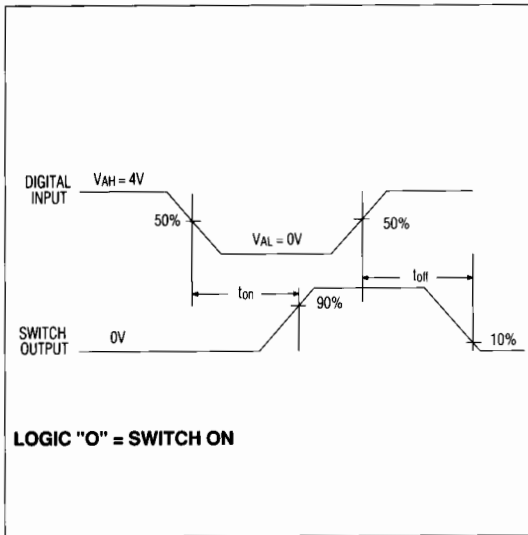 DIGITAL
INPUT
VAH = 4V
50%
VAL = 0V
50%
ton
toff
90%
SWITCH
OUTPUT
0V
10%
LOGIC "O" = SWITCH ON